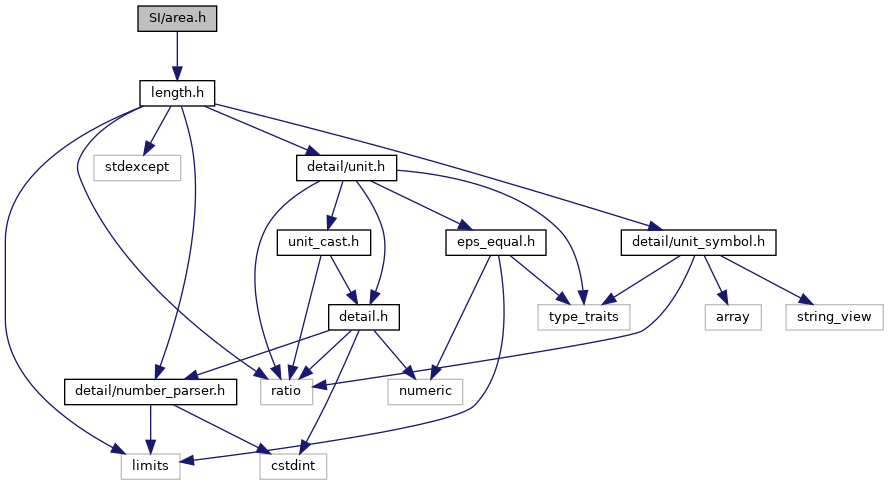 SI/area.h
length.h
stdexcept
detail/unit.h
unit_cast.h
eps_equal.h
detail/unit_symbol.h
detail.h
type_traits
array
string_view
detail/number_parser.h
ratio
numeric
limits
cstdint